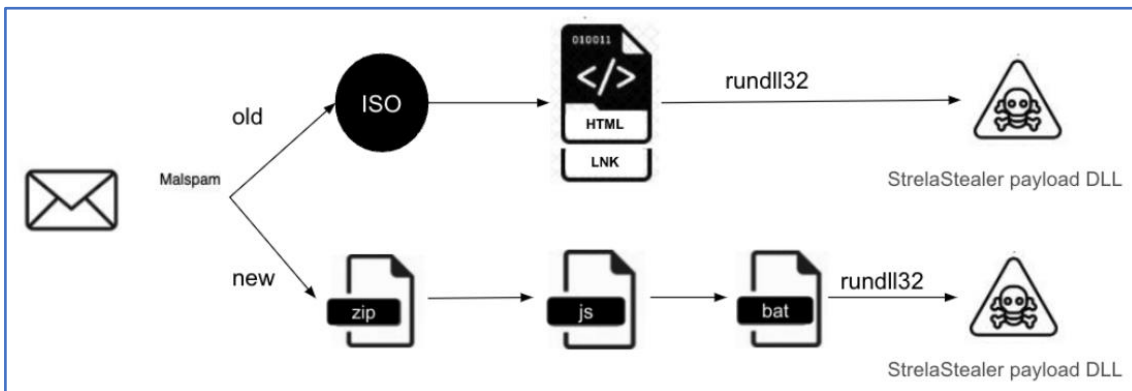 old
ISO
010011
</>
HTML
LNK
rundll32
StrelaStealer payload DLL
Malspam
new
zip
js
bat
rundll32
StrelaStealer payload DLL